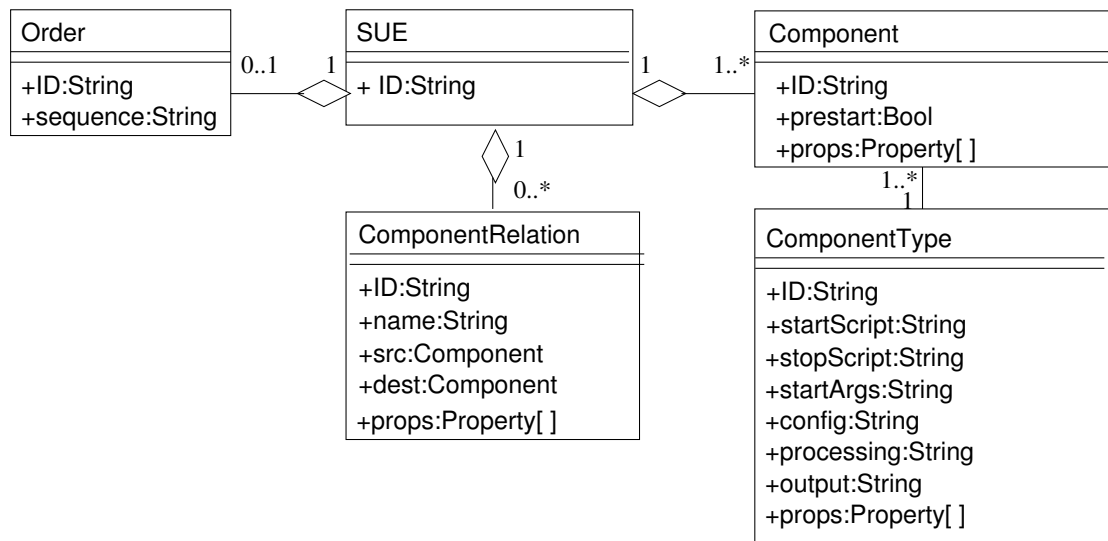 Order
+ID:String
+sequence:String
0..1
1
SUE
+ ID:String
1
1..*
Component
+ID:String
+prestart:Bool
+props:Property[ ]
1
0..*
ComponentRelation
+ID:String
+name:String
+src:Component
+dest:Component
+props:Property[ ]
1..*
1
ComponentType
+ID:String
+startScript:String
+stopScript:String
+startArgs:String
+config:String
+processing:String
+output:String
+props:Property[ ]